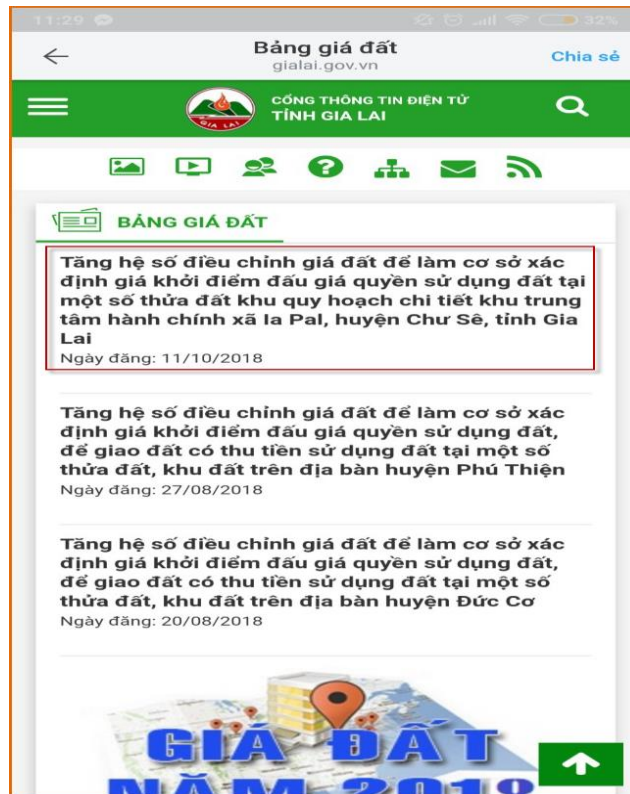 11:29
32%
Bảng giá đất
gialai.gov.vn
Chia sẻ
GIA LAI
CỔNG THÔNG TIN ĐIỆN TỬ
TỈNH GIA LAI
BẢNG GIÁ ĐẤT
Tăng hệ số điều chỉnh giá đất để làm cơ sở xác
định giá khởi điểm đấu giá quyền sử dụng đất tại
một số thửa đất khu quy hoạch chi tiết khu trung
tâm hành chính xã Ia Pal, huyện Chư Sê, tỉnh Gia
Lai
Ngày đăng: 11/10/2018
Tăng hệ số điều chỉnh giá đất để làm cơ sở xác
định giá khởi điểm đấu giá quyền sử dụng đất,
để giao đất có thu tiền sử dụng đất tại một số
thửa đất, khu đất trên địa bàn huyện Phú Thiện
Ngày đăng: 27/08/2018
Tăng hệ số điều chỉnh giá đất để làm cơ sở xác
định giá khởi điểm đấu giá quyền sử dụng đất,
để giao đất có thu tiền sử dụng đất tại một số
thửa đất, khu đất trên địa bàn huyện Đức Cơ
Ngày đăng: 20/08/2018
GIÁ ĐẤT
NĂM